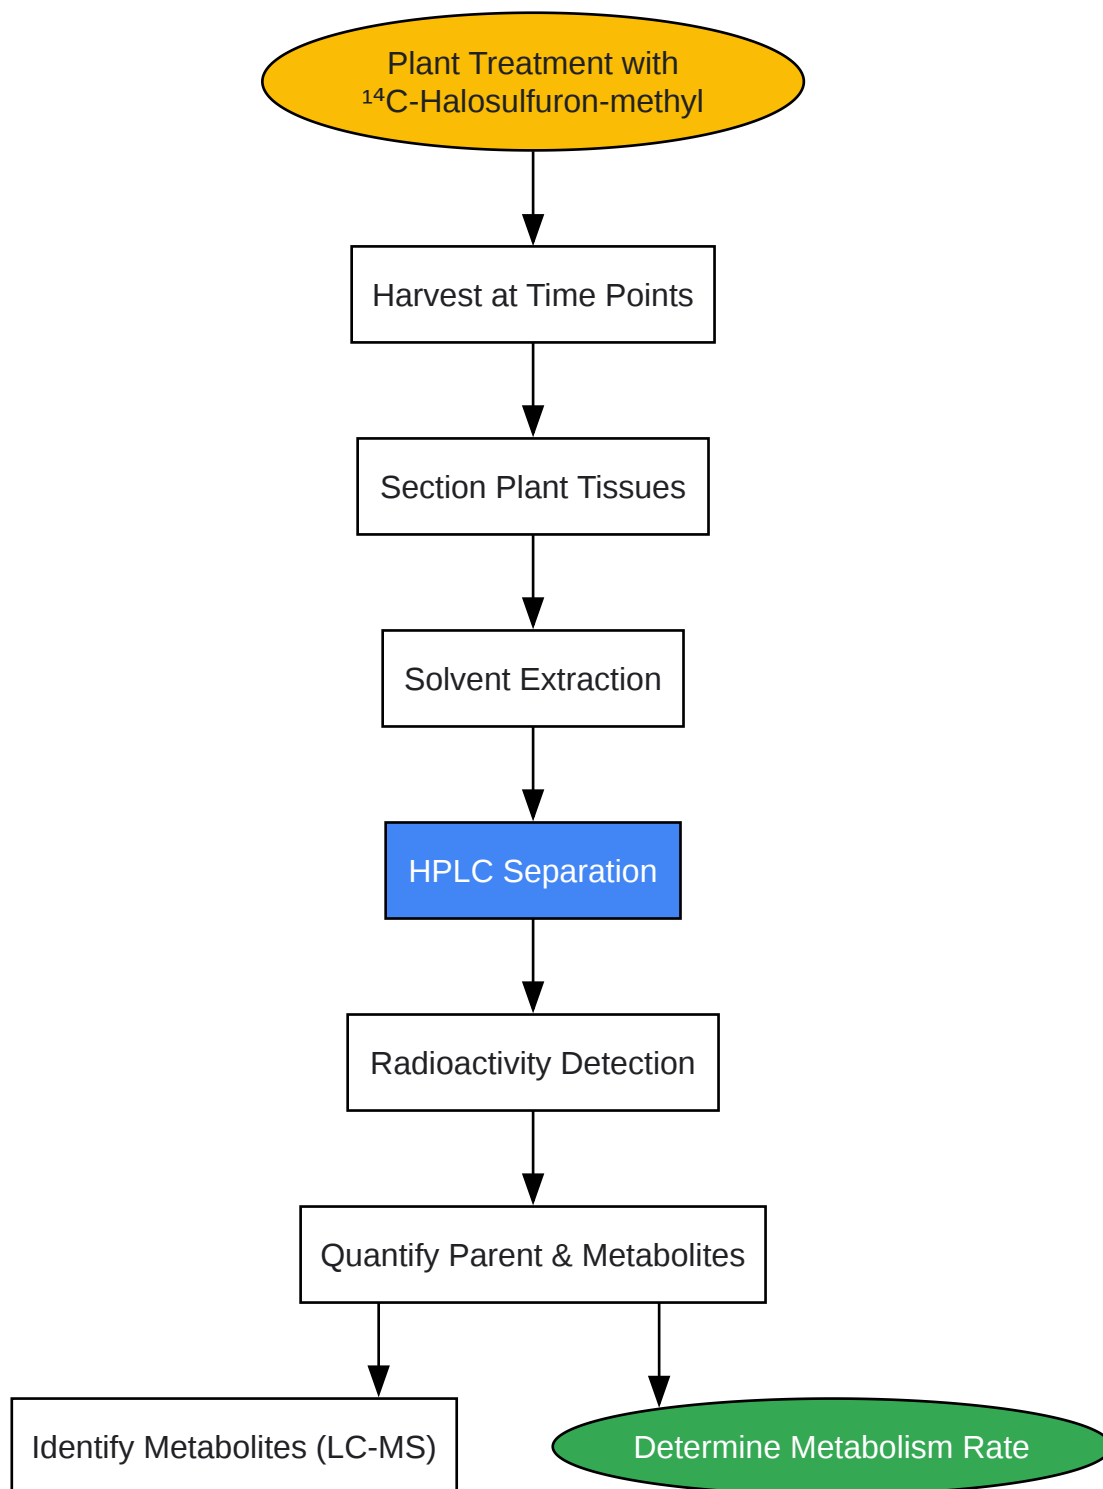 Plant Treatment with
¹⁴C-Halosulfuron-methyl
Harvest at Time Points
Section Plant Tissues
Solvent Extraction
HPLC Separation
Radioactivity Detection
Quantify Parent & Metabolites
Identify Metabolites (LC-MS)
Determine Metabolism Rate